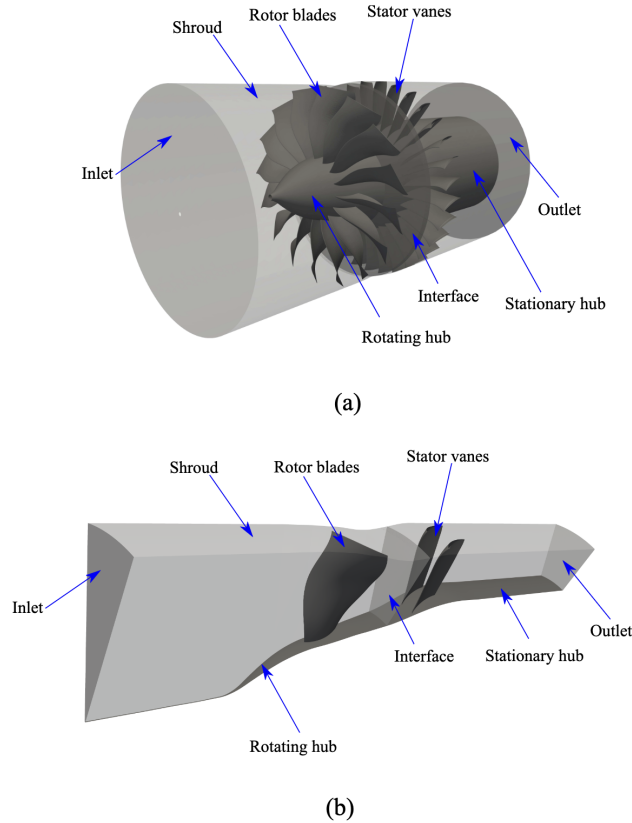 Rotor blades
Stator vanes
Shroud
Inlet
Outlet
Interface
Stationary hub
Rotating hub
(a)
Stator vanes
Rotor blades
Shroud
Inlet
Outlet
Interface
Stationary hub
Rotating hub
(b)